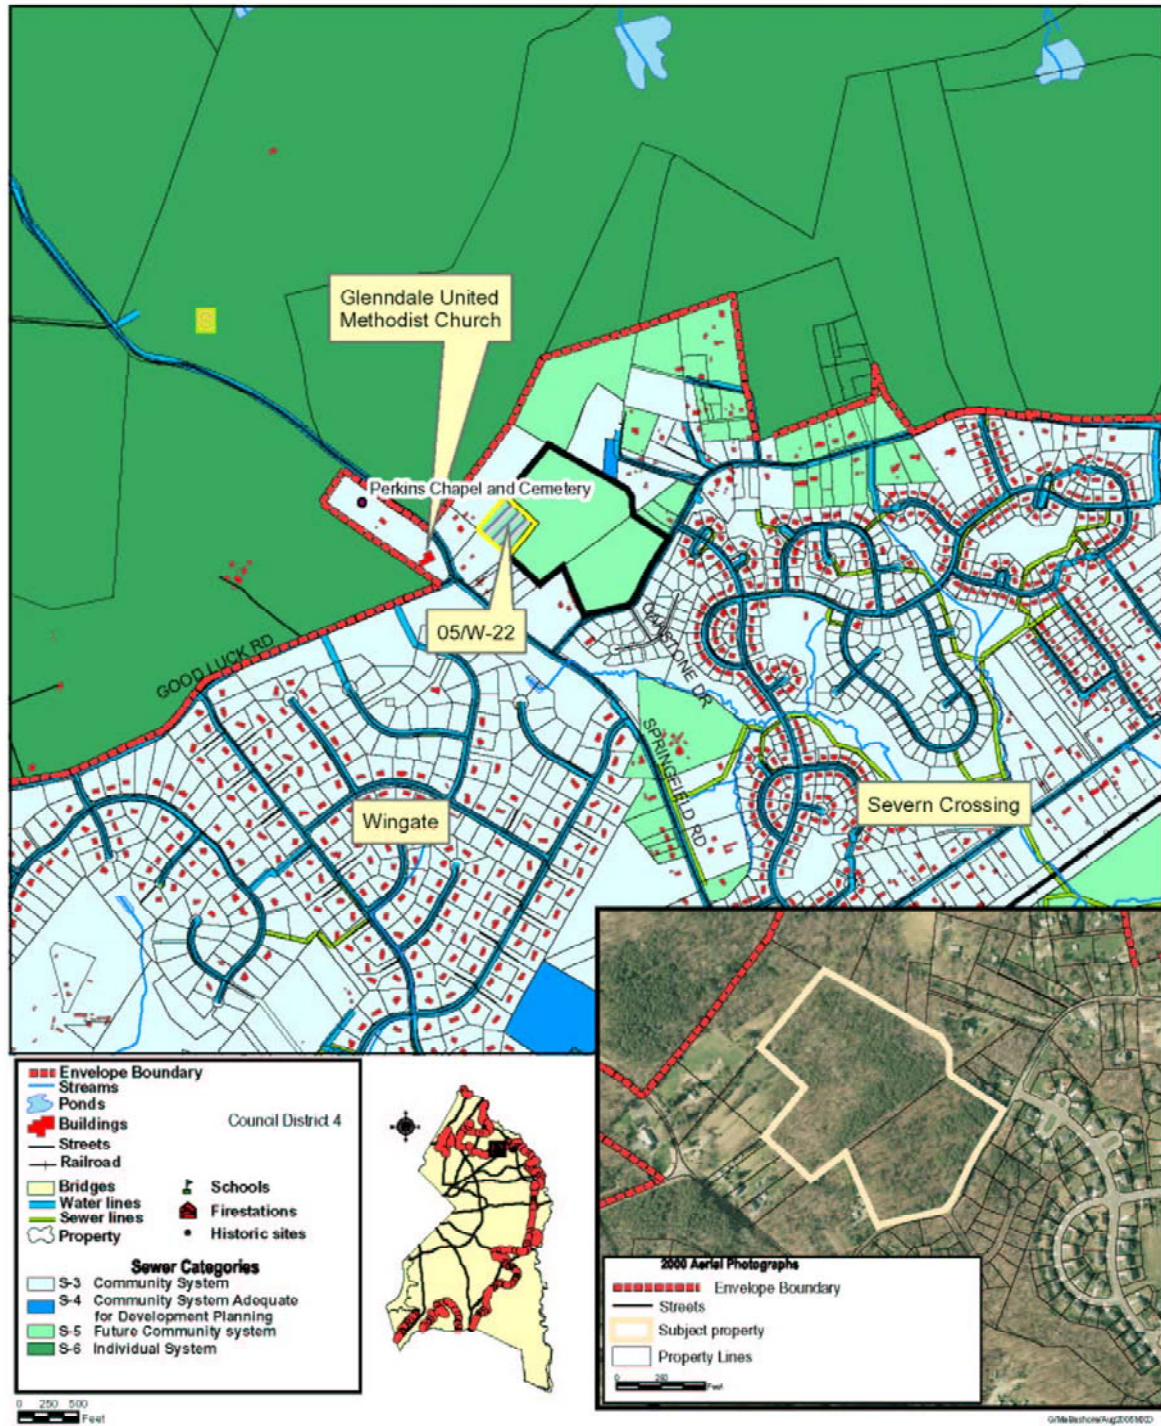 Glenndale United
Methodist Church
Perkins Chapel and Cemetery
05/W-22
GOOD LUCK RD
SPRINGFIELD RD
DR
Wingate
Severn Crossing
Envelope Boundary
Streams
Ponds
Buildings
Streets
Railroad
Bridges
Water lines
Sewer lines
Property
Council District 4
Schools
Firestations
Historic sites
Sewer Categories
S-3 Community System
S-4 Community System Adequate
for Development Planning
S-5 Future Community system
S-6 Individual System
0 250 500
Feet
2000 Aerial Photographs
Envelope Boundary
Streets
Subject property
Property Lines
0 250
Feet